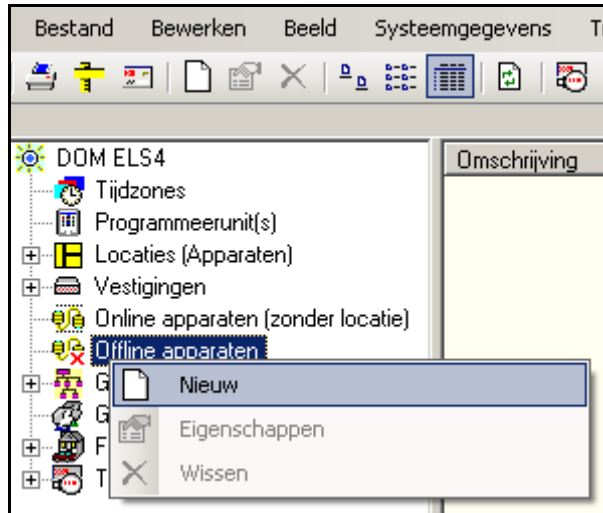 Bestand Bewerken Beeld Systeemgegevens T
Omschrijving
DOM ELS4
Tijdzones
Programmeerunit(s)
Locaties (Apparaten)
Vestigingen
Online apparaten (zonder locatie)
Offline apparaten
G
Nieuw
G
Eigenschappen
F
T
Wissen